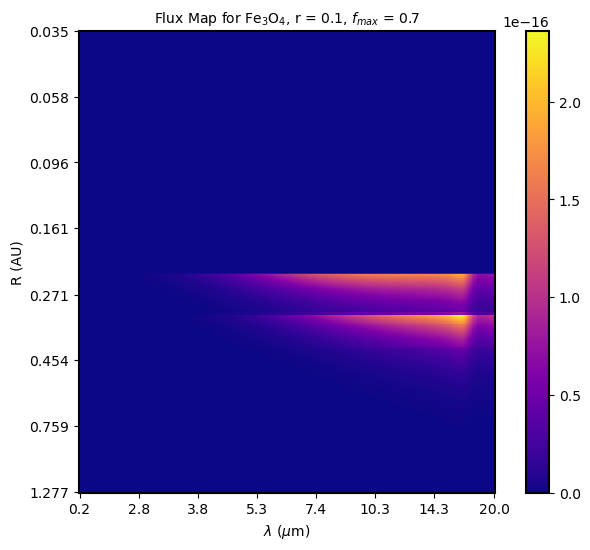 Flux Map for Fe₃O₄, r = 0.1, f_max = 0.7
1e−16
0.035
0.058
0.096
0.161
0.271
0.454
0.759
1.277
R (AU)
0.2 2.8 3.8 5.3 7.4 10.3 14.3 20.0
λ (μm)
2.0
1.5
1.0
0.5
0.0